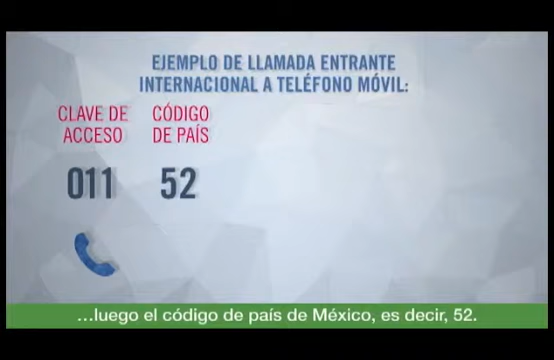 EJEMPLO DE LLAMADA ENTRANTE
INTERNACIONAL A TELÉFONO MÓVIL:
CLAVE DE
ACCESO
CÓDIGO
DE PAÍS
011
52
...luego el código de país de México, es decir, 52.